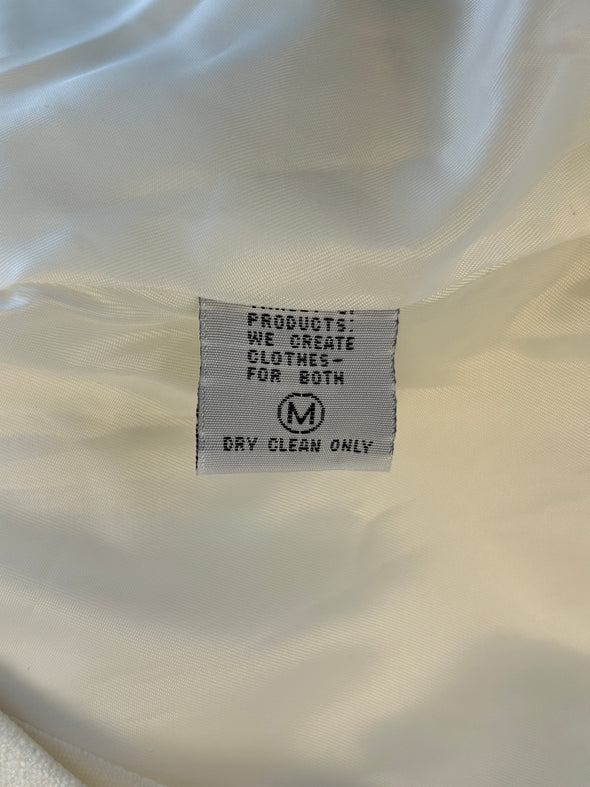 PRODUCTS:
WE CREATE
CLOTHES-
FOR BOTH
M
DRY CLEAN ONLY